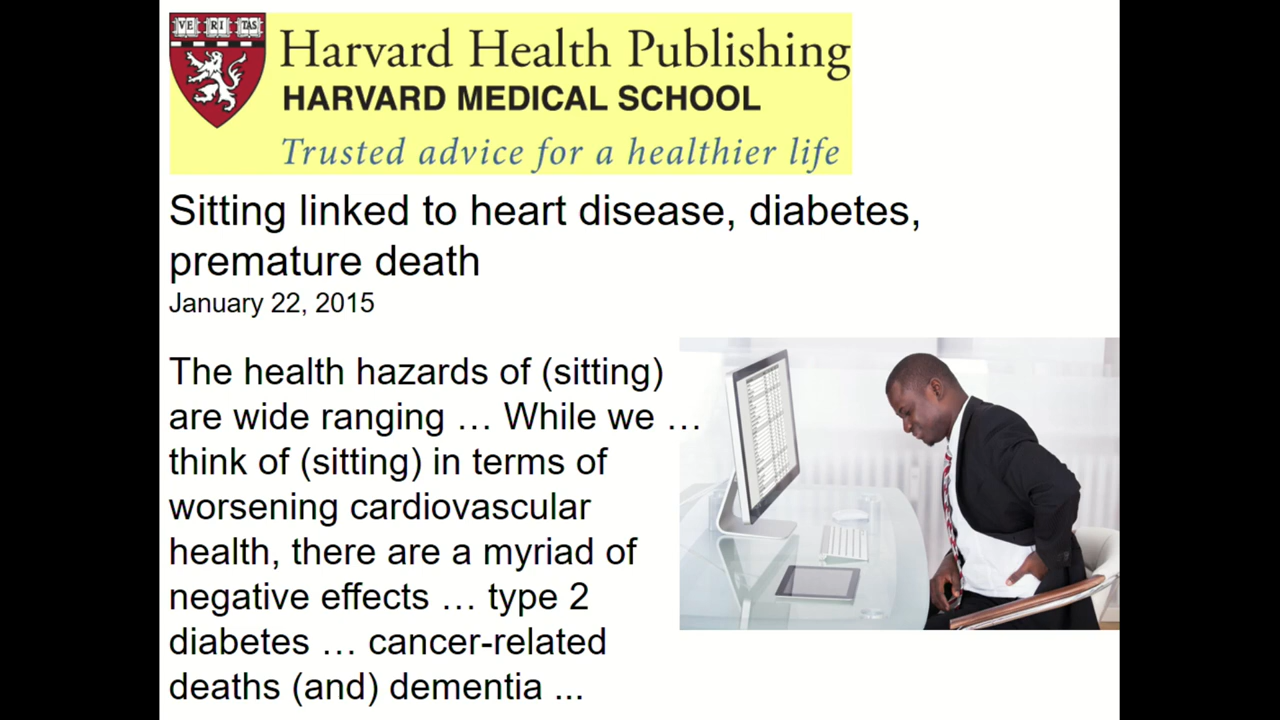 VE RI TAS
Harvard Health Publishing
HARVARD MEDICAL SCHOOL
Trusted advice for a healthier life
Sitting linked to heart disease, diabetes,
premature death
January 22, 2015
The health hazards of (sitting)
are wide ranging … While we …
think of (sitting) in terms of
worsening cardiovascular
health, there are a myriad of
negative effects … type 2
diabetes … cancer-related
deaths (and) dementia ...